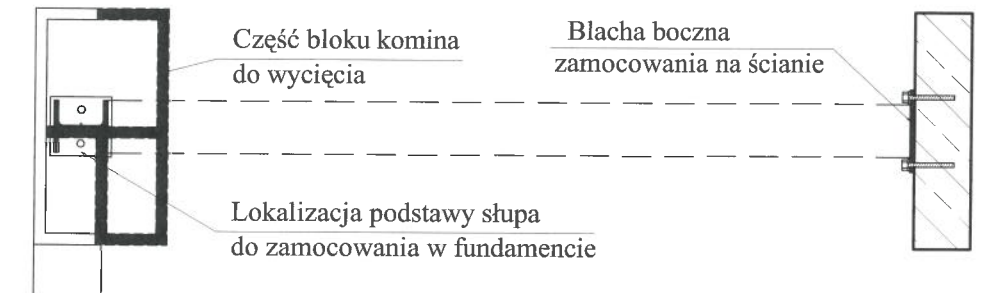 Część bloku komina
do wycięcia
Blacha boczna
zamocowania na ścianie
Lokalizacja podstawy słupa
do zamocowania w fundamencie